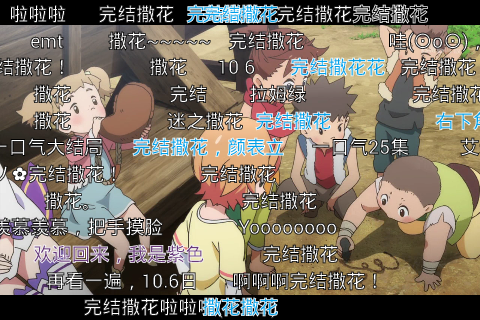 啦啦啦 完结撒花 完完结撒花 完结撒花完结撒花
emt 撒花~~~~~ 完结撒花 哇(⊙o⊙)，
结撒花！ 撒花 10 6 完结撒花花 完结撒花
撒花 完结 拉姆绿 完结撒花
撒花 迷之撒花 完结撒花 右下角
一口气大结局 完结撒花，颜表立 一口气25集 艾
✿完结撒花！ 完结撒花
撒花。 完结撒花
羡慕羡慕，把手摸脸 Yoooooooo
欢迎回来，我是紫色 完结撒花
再看一遍，10.6日 啊啊啊完结撒花！
完结撒花啦啦啦 撒花撒花